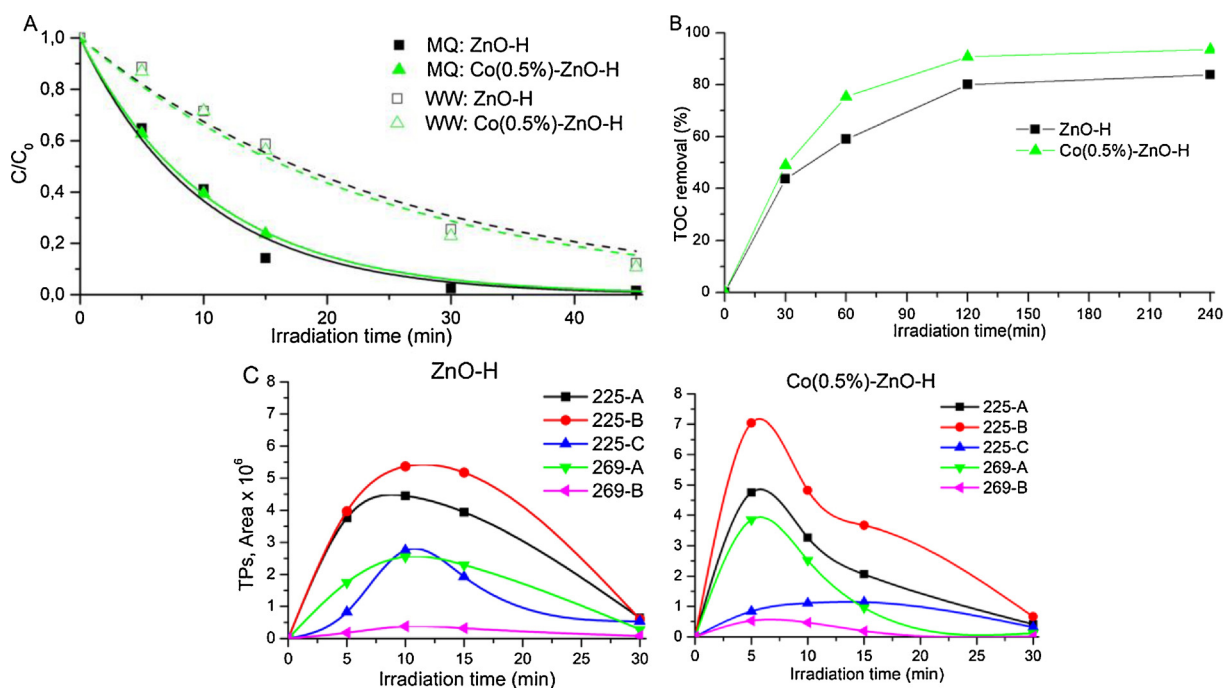 A
MQ: ZnO-H
MQ: Co(0.5%)-ZnO-H
WW: ZnO-H
WW: Co(0.5%)-ZnO-H
C/C0
1,0
0,8
0,6
0,4
0,2
0,0
0 10 20 30 40
Irradiation time (min)
B
TOC removal (%)
100
80
60
40
20
0
ZnO-H
Co(0.5%)-ZnO-H
0 30 60 90 120 150 180 210 240
Irradiation time(min)
C
ZnO-H
TPs, Area x 10^6
8
7
6
5
4
3
2
1
0
225-A
225-B
225-C
269-A
269-B
0 5 10 15 20 25 30
Irradiation time (min)
Co(0.5%)-ZnO-H
8
7
6
5
4
3
2
1
0
225-A
225-B
225-C
269-A
269-B
0 5 10 15 20 25 30
Irradiation time (min)